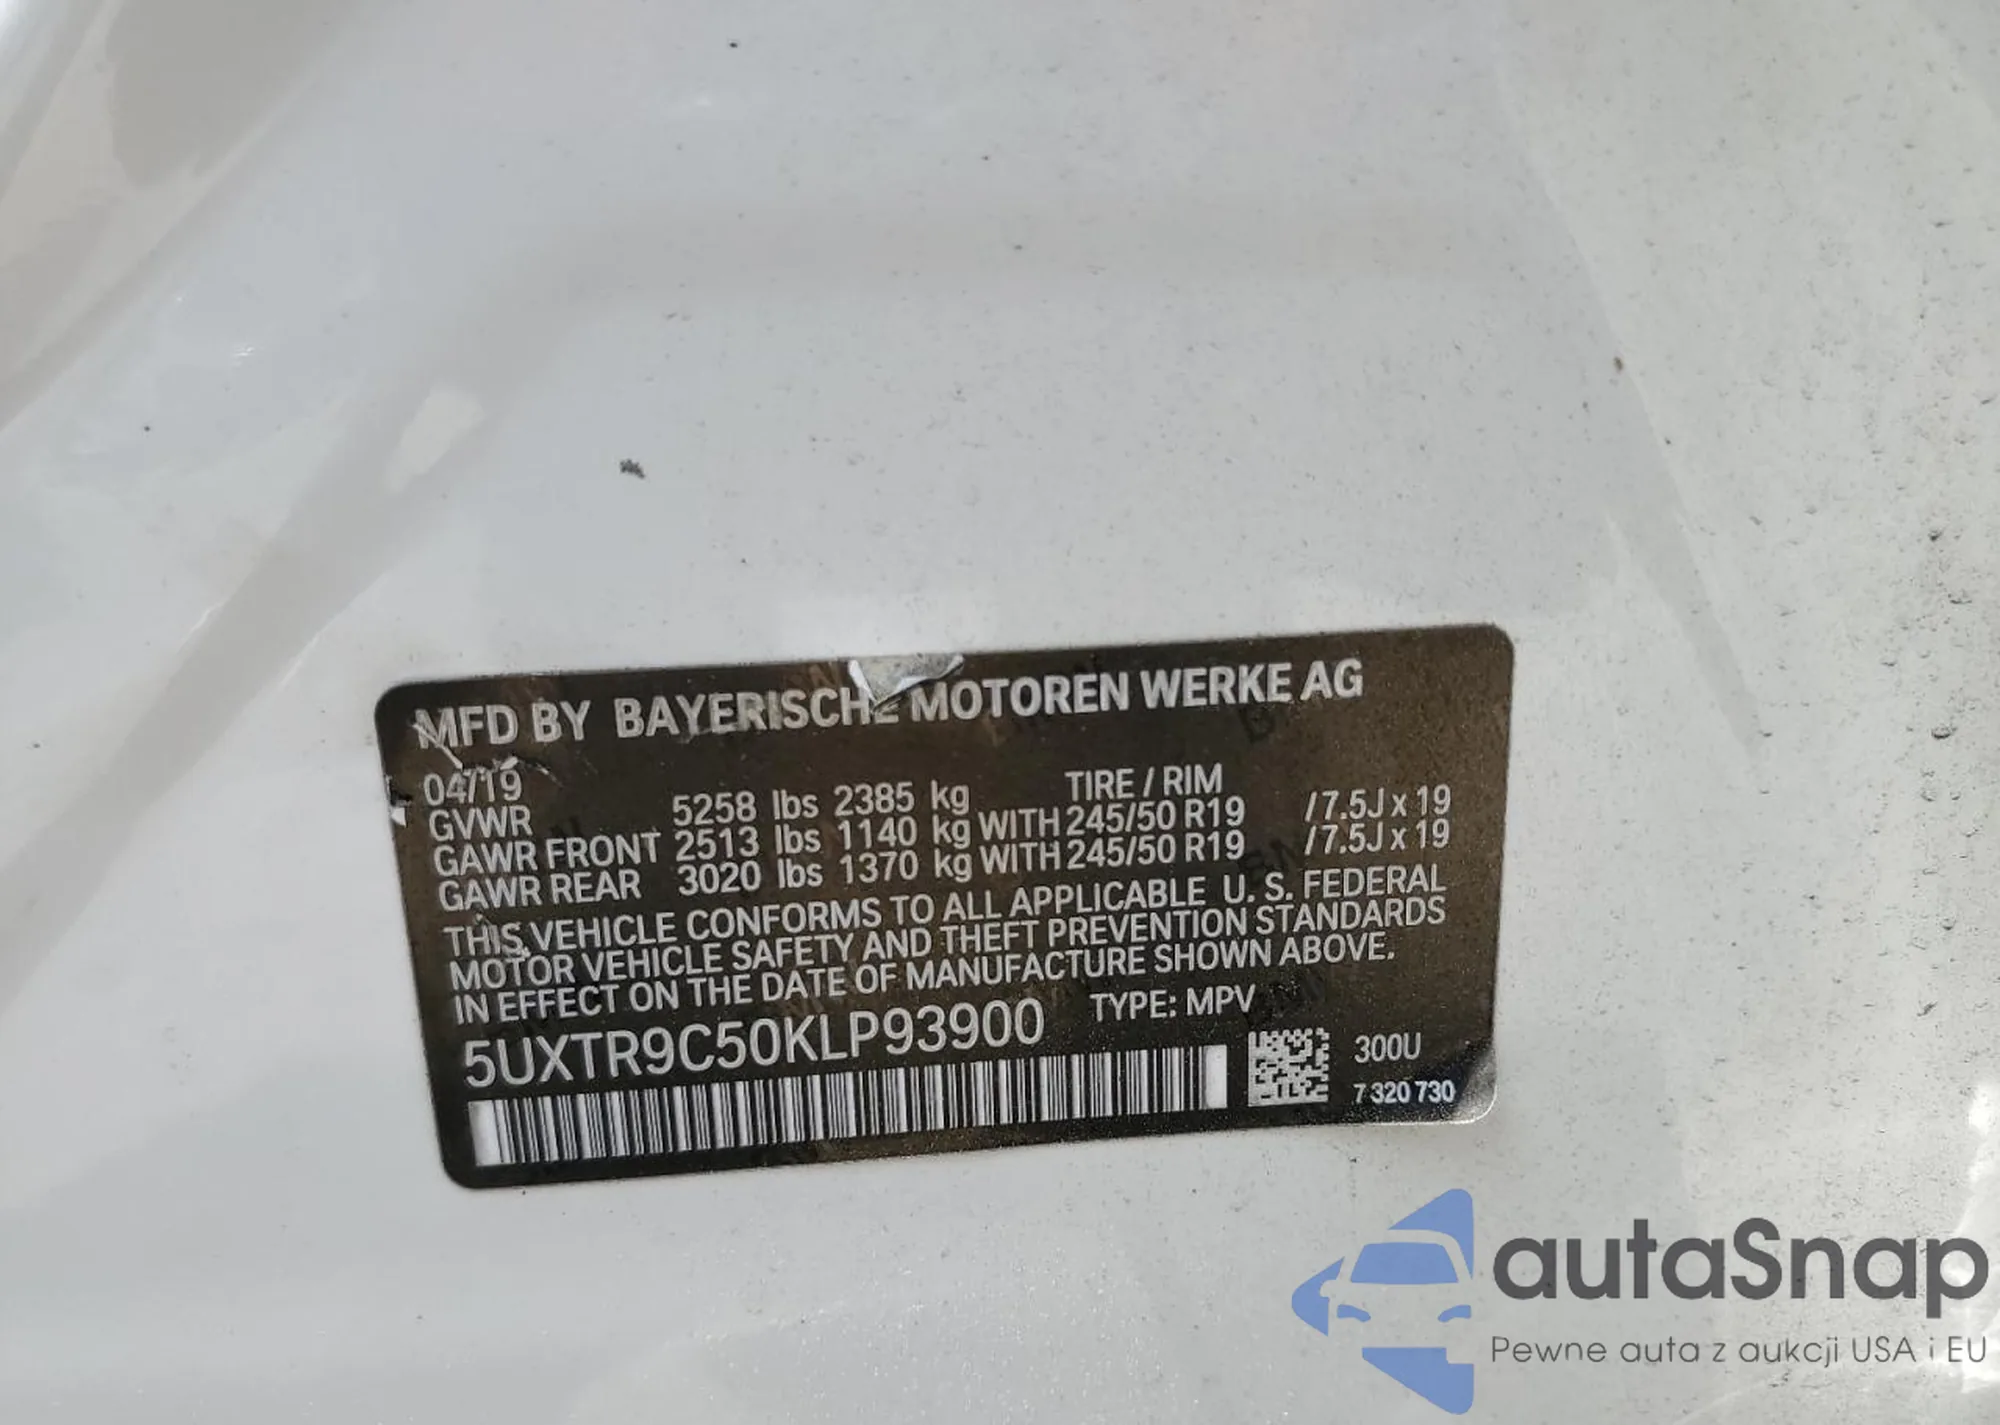 MFD BY BAYERISCHE MOTOREN WERKE AG
04/19 TIRE / RIM
GVWR 5258 lbs 2385 kg
GAWR FRONT 2513 lbs 1140 kg WITH 245/50 R19 /7.5J x 19
GAWR REAR 3020 lbs 1370 kg WITH 245/50 R19 /7.5J x 19
THIS VEHICLE CONFORMS TO ALL APPLICABLE U. S. FEDERAL
MOTOR VEHICLE SAFETY AND THEFT PREVENTION STANDARDS
IN EFFECT ON THE DATE OF MANUFACTURE SHOWN ABOVE.
5UXTR9C50KLP93900 TYPE: MPV
300U
7 320 730
autaSnap
Pewne auta z aukcji USA i EU